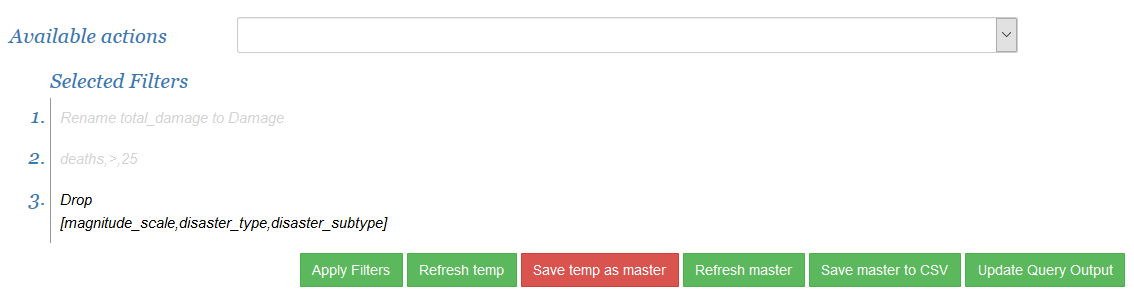 Available actions
Selected Filters
1. Rename total_damage to Damage
2. deaths,>,25
3. Drop
[magnitude_scale,disaster_type,disaster_subtype]
Apply Filters Refresh temp Save temp as master Refresh master Save master to CSV Update Query Output